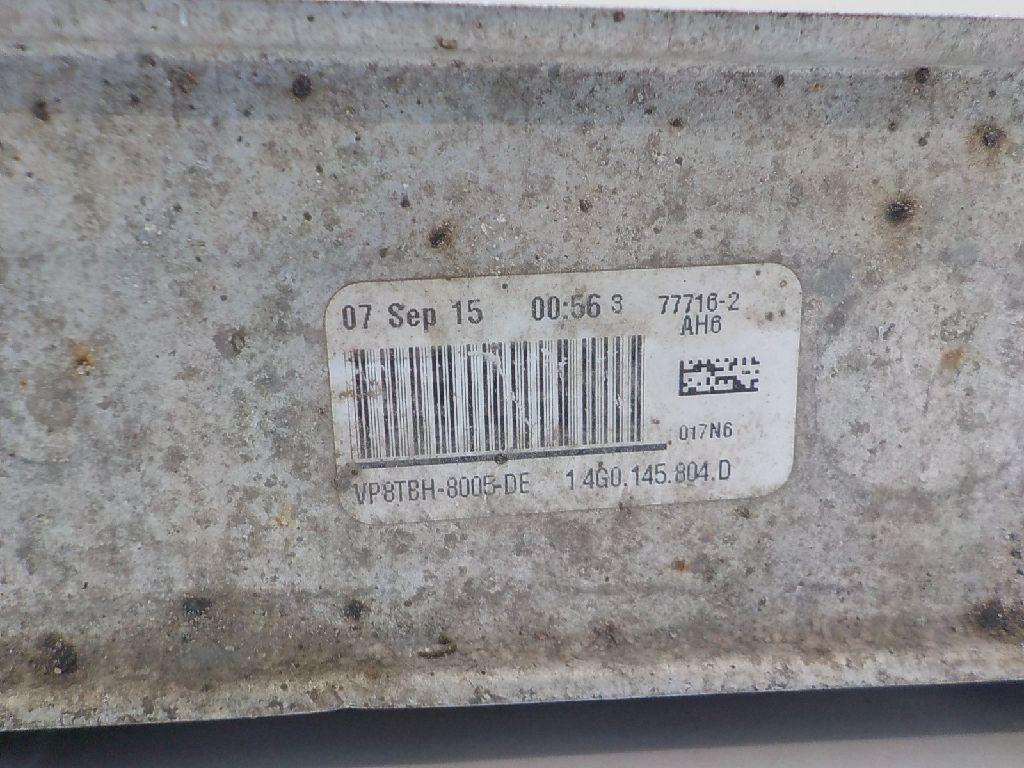 07 Sep 15 00:56 3 77716-2
AH6
017N6
VP8TBH-8005-DE 1 4G0.145.804.D